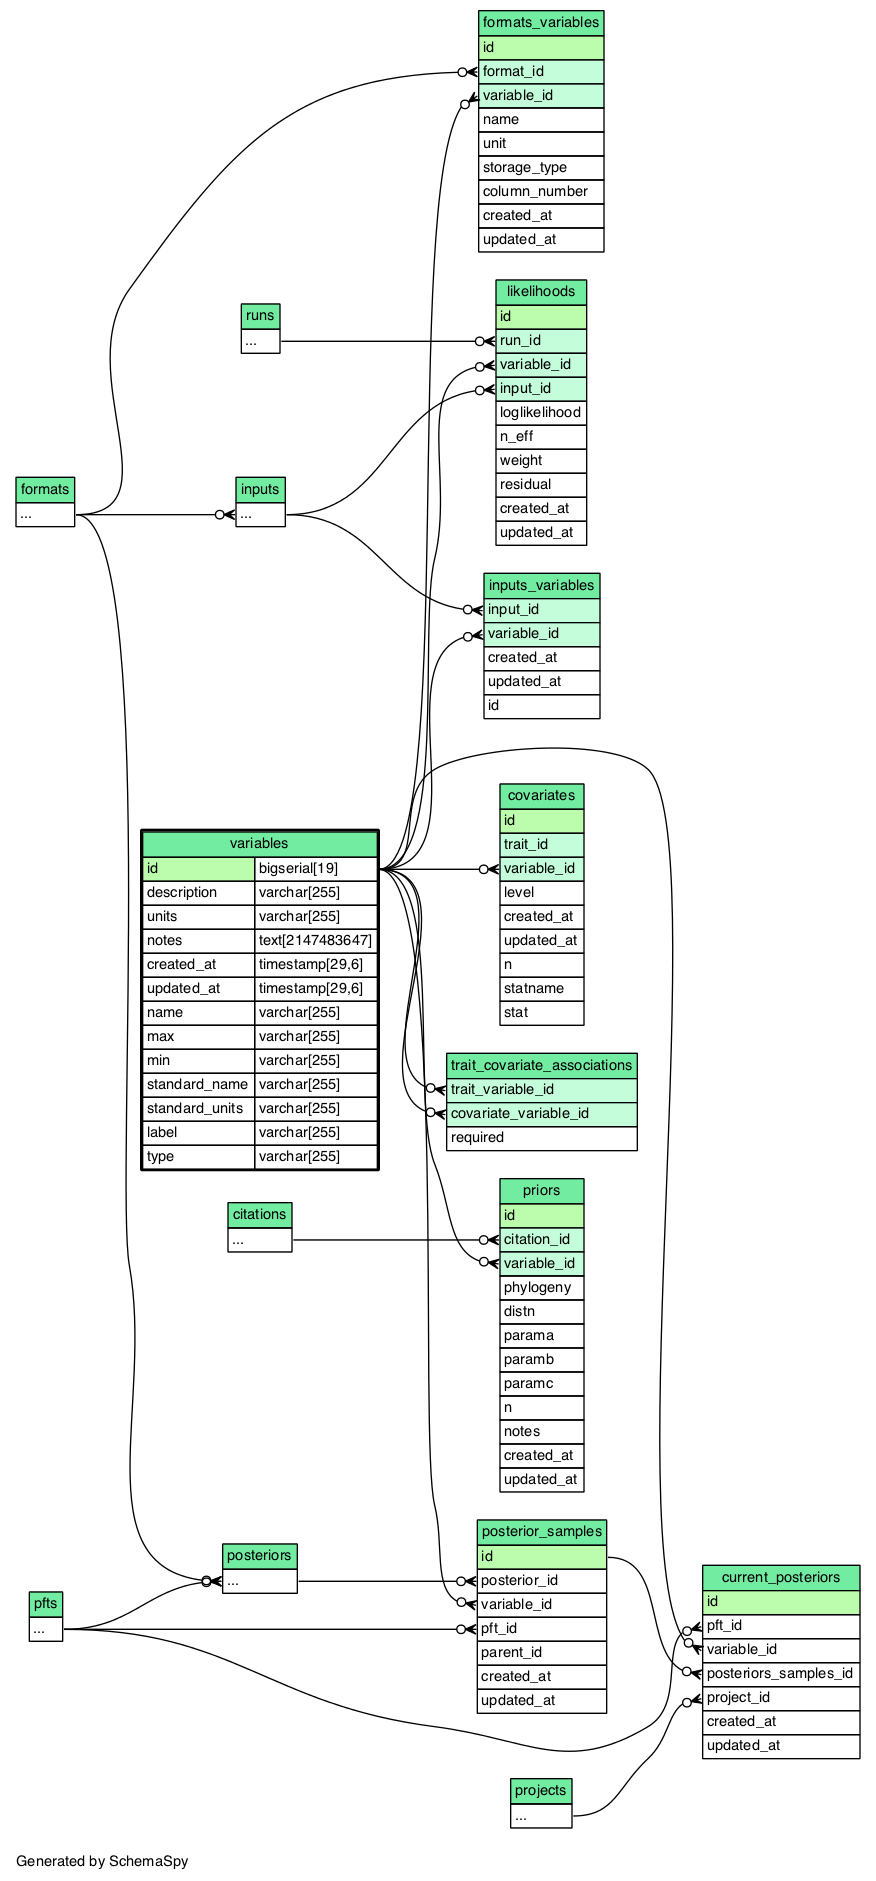 formats_variables
id
format_id
variable_id
name
unit
storage_type
column_number
created_at
updated_at
runs
...
likelihoods
id
run_id
variable_id
input_id
loglikelihood
n_eff
weight
residual
created_at
updated_at
formats
...
inputs
...
inputs_variables
input_id
variable_id
created_at
updated_at
id
variables
id bigserial[19]
description varchar[255]
units varchar[255]
notes text[2147483647]
created_at timestamp[29,6]
updated_at timestamp[29,6]
name varchar[255]
max varchar[255]
min varchar[255]
standard_name varchar[255]
standard_units varchar[255]
label varchar[255]
type varchar[255]
covariates
id
trait_id
variable_id
level
created_at
updated_at
n
statname
stat
trait_covariate_associations
trait_variable_id
covariate_variable_id
required
citations
...
priors
id
citation_id
variable_id
phylogeny
distn
parama
paramb
paramc
n
notes
created_at
updated_at
posteriors
...
pfts
...
posterior_samples
id
posterior_id
variable_id
pft_id
parent_id
created_at
updated_at
current_posteriors
id
pft_id
variable_id
posteriors_samples_id
project_id
created_at
updated_at
projects
...
Generated by SchemaSpy